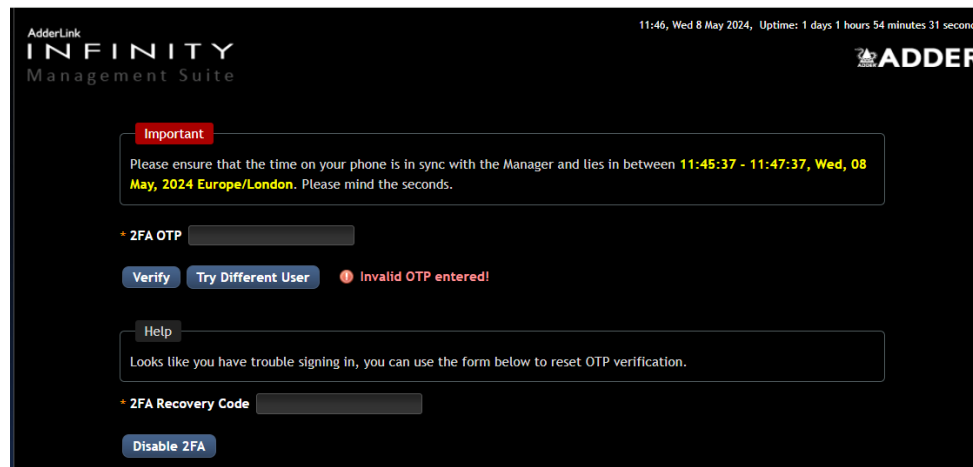 11:46, Wed 8 May 2024, Uptime: 1 days 1 hours 54 minutes 31 second
AdderLink
INFINITY
Management Suite
ADDER
Important
Please ensure that the time on your phone is in sync with the Manager and lies in between 11:45:37 - 11:47:37, Wed, 08
May, 2024 Europe/London. Please mind the seconds.
* 2FA OTP
Verify Try Different User Invalid OTP entered!
Help
Looks like you have trouble signing in, you can use the form below to reset OTP verification.
* 2FA Recovery Code
Disable 2FA